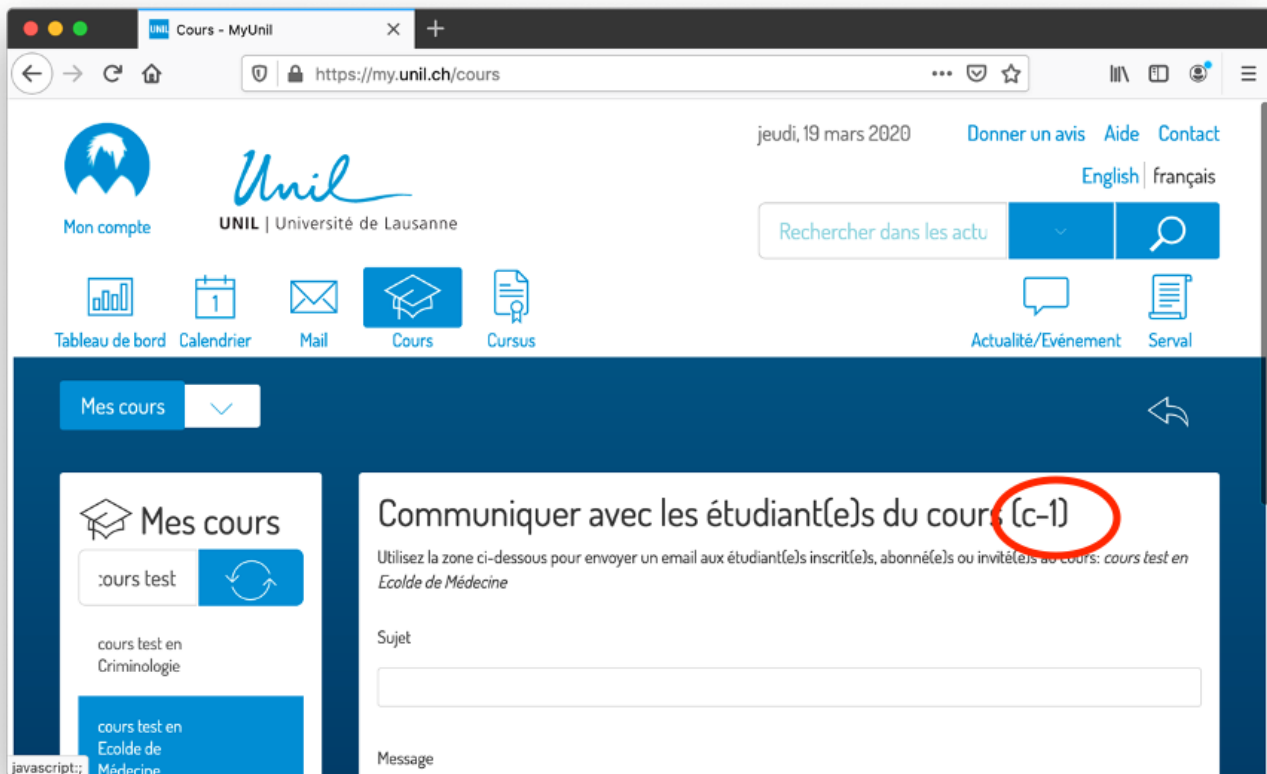 UNIL Cours - MyUnil
https://my.unil.ch/cours
jeudi, 19 mars 2020 Donner un avis Aide Contact
English français
Mon compte
Unil
UNIL | Université de Lausanne
Rechercher dans les actu
1
Tableau de bord Calendrier Mail Cours Cursus Actualité/Evénement Serval
Mes cours
Mes cours
cours test
cours test en
Criminologie
cours test en
Ecolde de
Médecine
Communiquer avec les étudiant(e)s du cours (c-1)
Utilisez la zone ci-dessous pour envoyer un email aux étudiant(e)s inscrit(e)s, abonné(e)s ou invité(e)s au cours: cours test en
Ecolde de Médecine
Sujet
Message
javascript:;